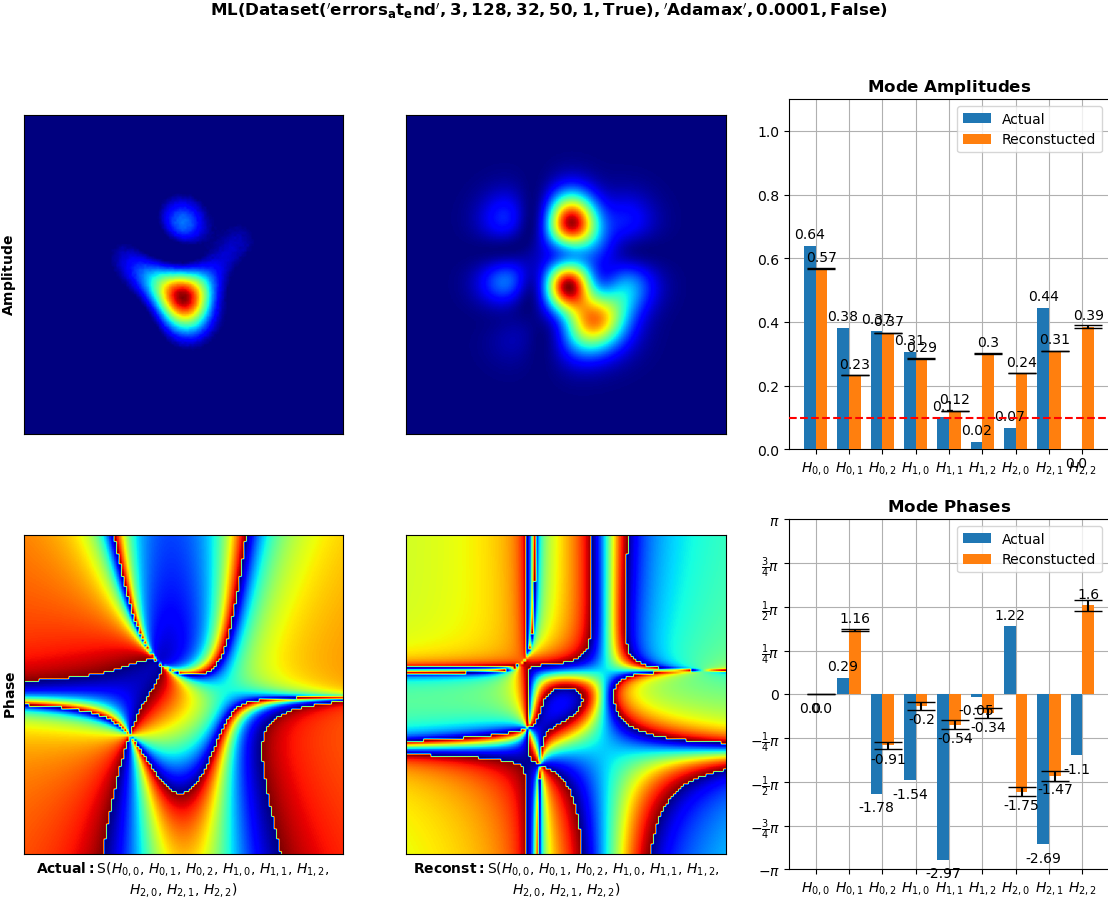 ML(Dataset('errors_at_end', 3, 128, 32, 50, 1, True), 'Adamax', 0.0001, False)
Amplitude
Mode Amplitudes
Actual
Reconstucted
1.0
0.8
0.6
0.4
0.2
0.0
0.64
0.57
0.38
0.23
0.37
0.37
0.31
0.29
0.1
0.12
0.02
0.3
0.07
0.24
0.44
0.31
0.0
0.39
H0,0 H0,1 H0,2 H1,0 H1,1 H1,2 H2,0 H2,1 H2,2
Phase
Mode Phases
Actual
Reconstucted
π
3/4π
1/2π
1/4π
0
−1/4π
−1/2π
−3/4π
−π
0.0
0.0
0.29
1.16
-1.78
-0.91
-1.54
-0.2
-2.97
-0.54
-0.05
-0.34
1.22
-1.75
-2.69
-1.47
-1.1
1.6
H0,0 H0,1 H0,2 H1,0 H1,1 H1,2 H2,0 H2,1 H2,2
Actual: S(H0,0, H0,1, H0,2, H1,0, H1,1, H1,2,
H2,0, H2,1, H2,2)
Reconst: S(H0,0, H0,1, H0,2, H1,0, H1,1, H1,2,
H2,0, H2,1, H2,2)